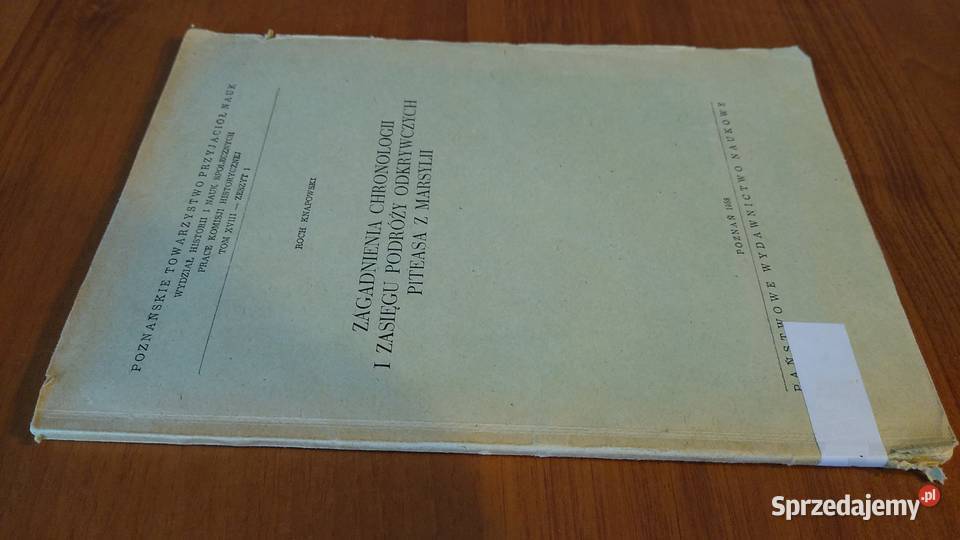 POZNAŃSKIE TOWARZYSTWO PRZYJACIÓŁ NAUK
WYDZIAŁ HISTORII I NAUK SPOŁECZNYCH
PRACE KOMISJI HISTORYCZNEJ
TOM XVIII — ZESZYT 1
ROCH KNAPOWSKI
ZAGADNIENIA CHRONOLOGII
I ZASIĘGU PODRÓŻY ODKRYWCZYCH
PITEASA Z MARSYLII
POZNAŃ 1958
PAŃSTWOWE WYDAWNICTWO NAUKOWE
Sprzedajemy.pl